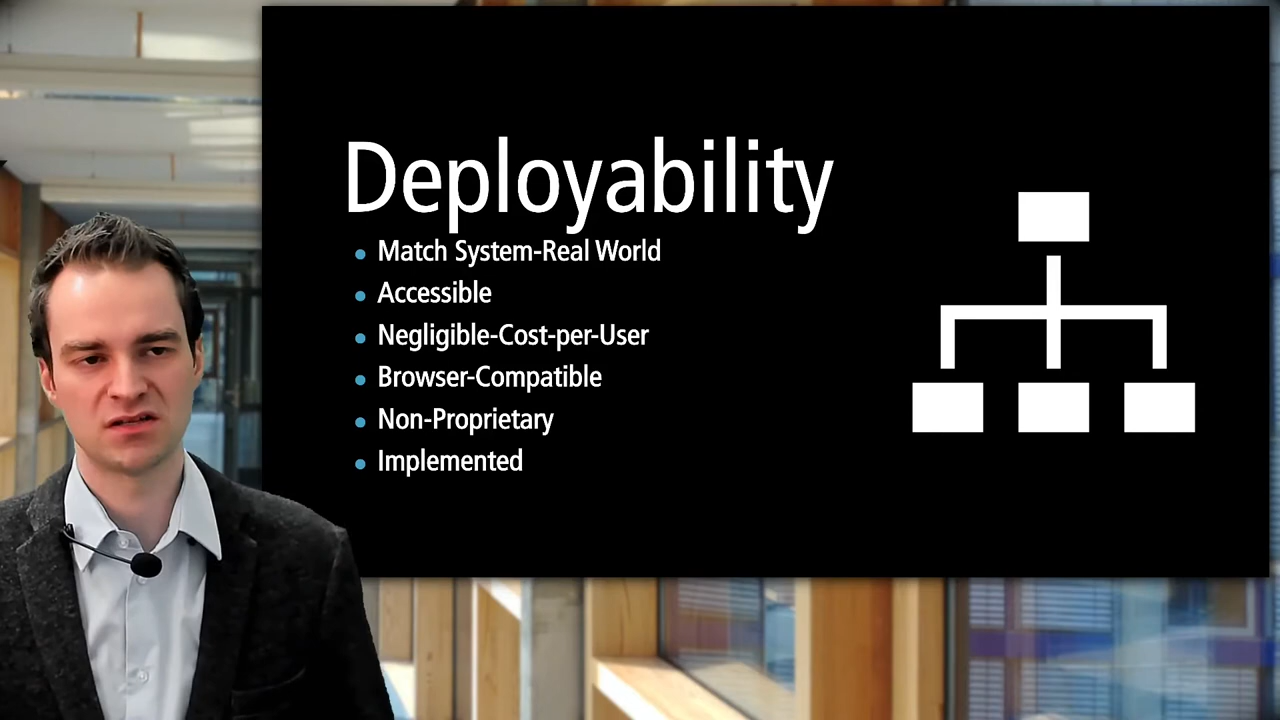 Deployability
Match System-Real World
Accessible
Negligible-Cost-per-User
Browser-Compatible
Non-Proprietary
Implemented